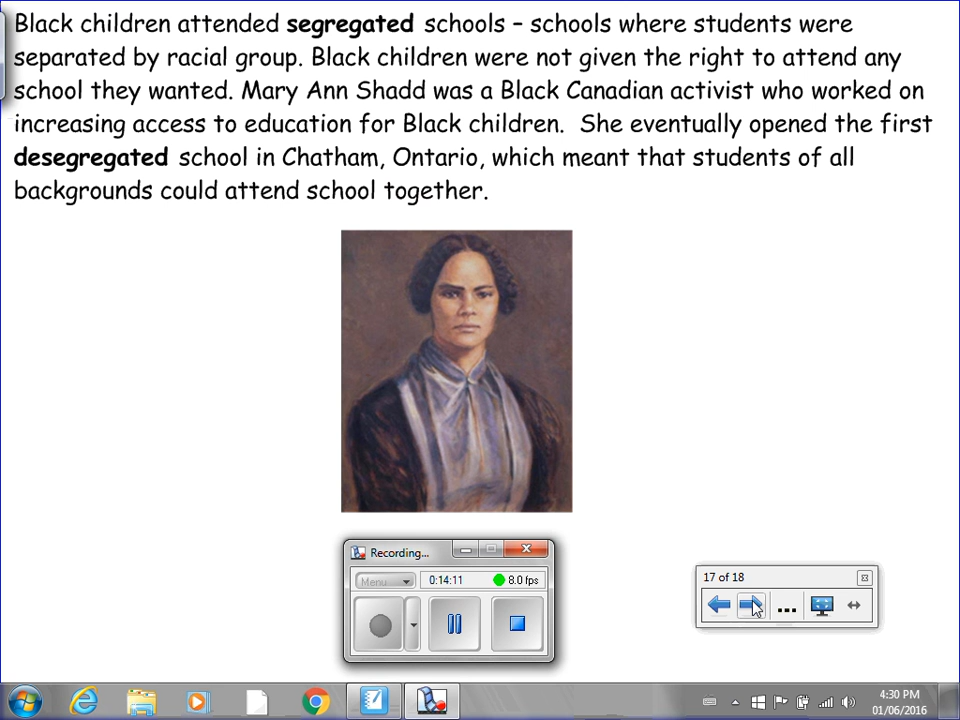 Black children attended segregated schools – schools where students were
separated by racial group. Black children were not given the right to attend any
school they wanted. Mary Ann Shadd was a Black Canadian activist who worked on
increasing access to education for Black children.  She eventually opened the first
desegregated school in Chatham, Ontario, which meant that students of all
backgrounds could attend school together.
Recording...
Menu
0:14:11
8.0 fps
17 of 18
...
4:30 PM
01/06/2016